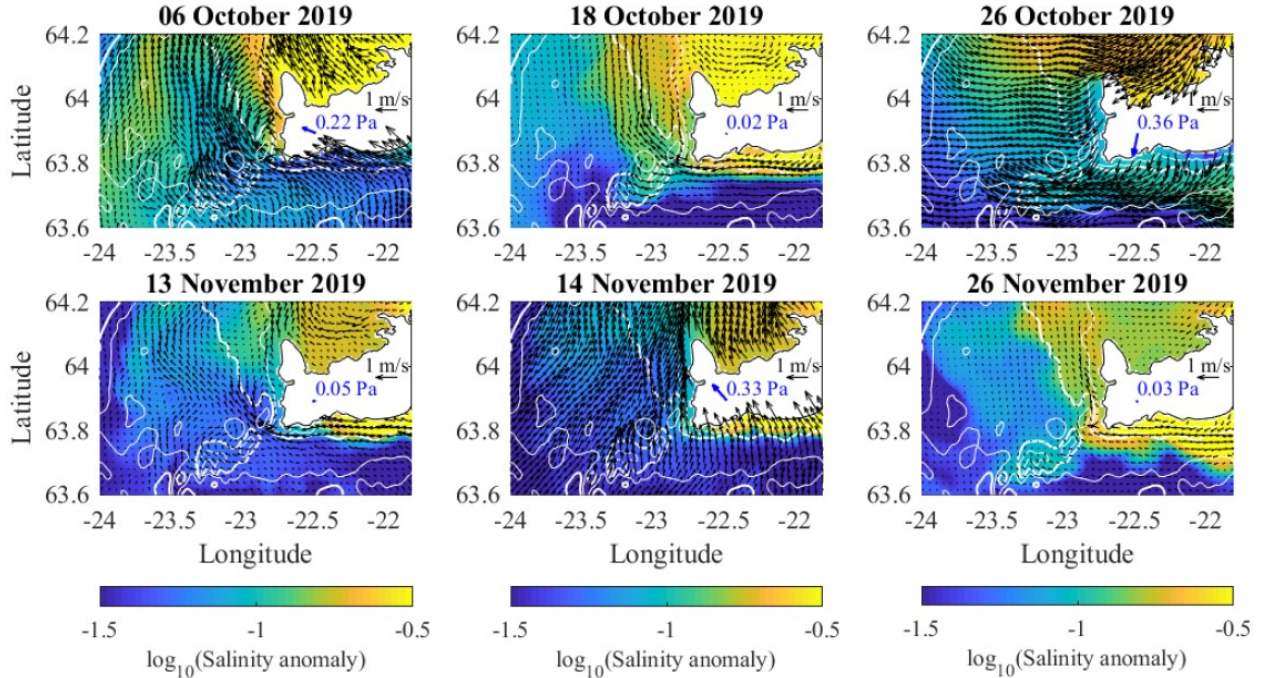 06 October 2019
18 October 2019
26 October 2019
64.2
64
63.8
63.6
Latitude
1 m/s
0.22 Pa
-24
-23.5
-23
-22.5
-22
64.2
64
63.8
63.6
1 m/s
0.02 Pa
-24
-23.5
-23
-22.5
-22
64.2
64
63.8
63.6
1 m/s
0.36 Pa
-24
-23.5
-23
-22.5
-22
13 November 2019
14 November 2019
26 November 2019
64.2
64
63.8
63.6
Latitude
1 m/s
0.05 Pa
-24
-23.5
-23
-22.5
-22
Longitude
64.2
64
63.8
63.6
1 m/s
0.33 Pa
-24
-23.5
-23
-22.5
-22
Longitude
64.2
64
63.8
63.6
1 m/s
0.03 Pa
-24
-23.5
-23
-22.5
-22
Longitude
-1.5
-1
-0.5
log10(Salinity anomaly)
-1.5
-1
-0.5
log10(Salinity anomaly)
-1.5
-1
-0.5
log10(Salinity anomaly)